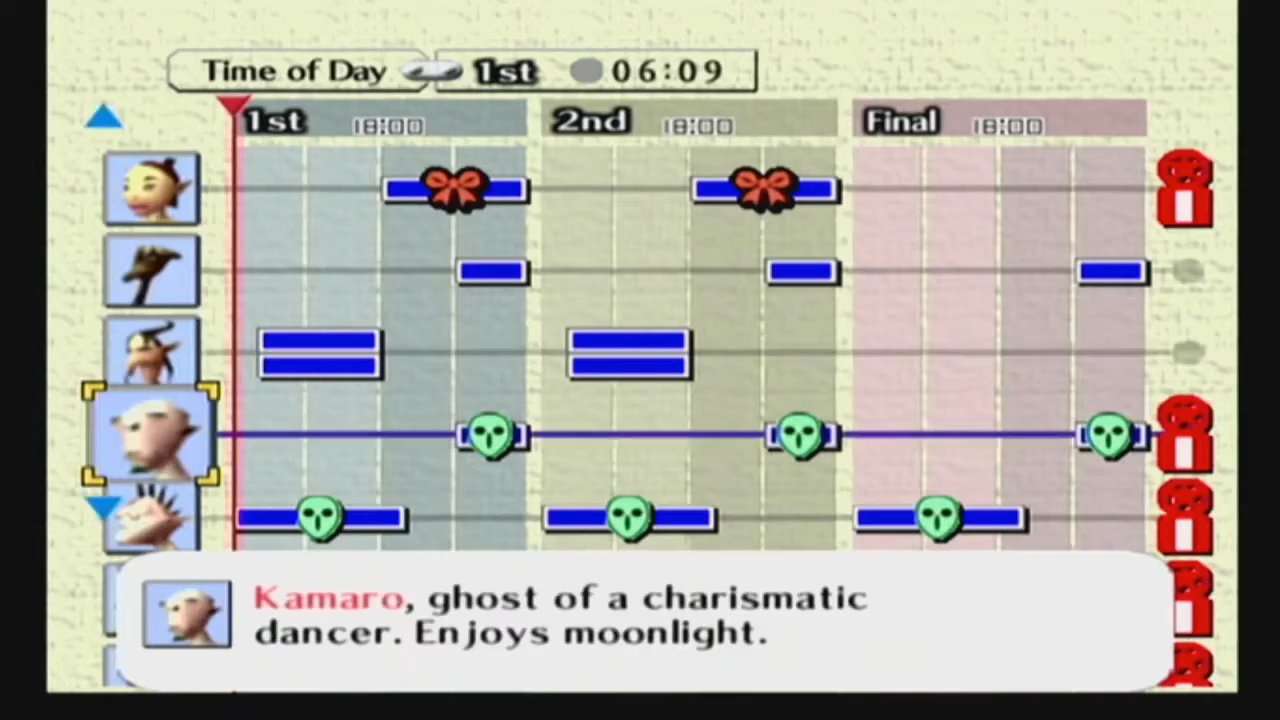 Time of Day 1st 06:09
1st 18:00 2nd 18:00 Final 18:00
Kamaro, ghost of a charismatic
dancer. Enjoys moonlight.